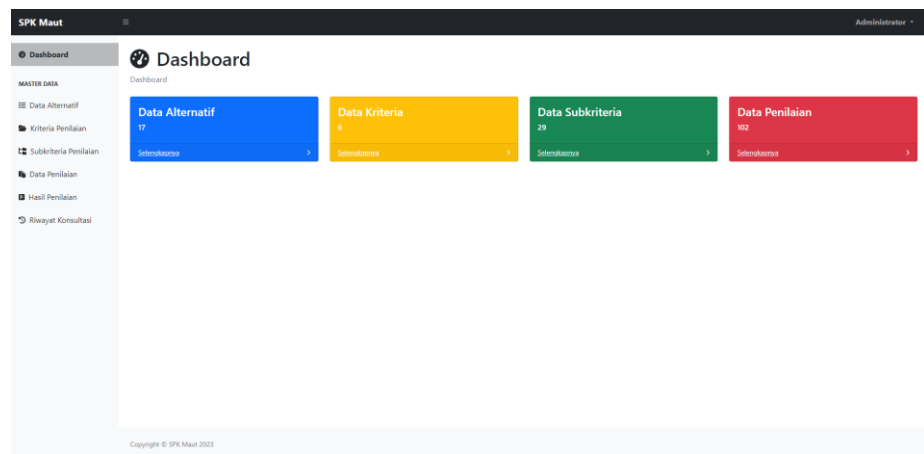 SPK Maut
Administrator
Dashboard
MASTER DATA
Data Alternatif
Kriteria Penilaian
Subkriteria Penilaian
Data Penilaian
Hasil Penilaian
Riwayat Konsultasi
Dashboard
Dashboard
Data Alternatif
17
Selengkapnya
Data Kriteria
6
Selengkapnya
Data Subkriteria
29
Selengkapnya
Data Penilaian
102
Selengkapnya
Copyright © SPK Maut 2023